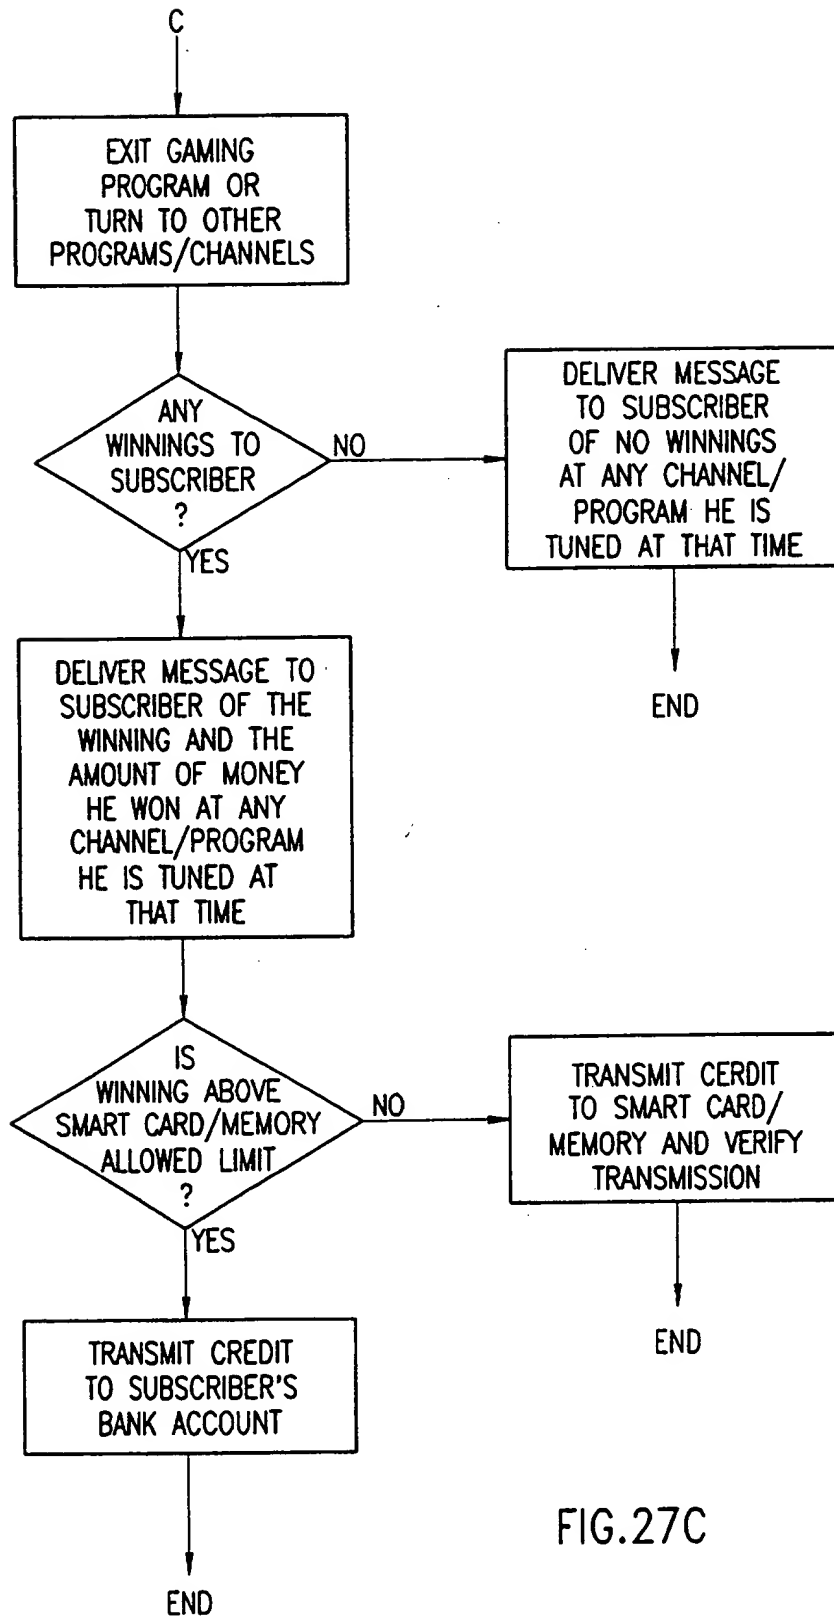 C
EXIT GAMING
PROGRAM OR
TURN TO OTHER
PROGRAMS/CHANNELS
ANY
WINNINGS TO
SUBSCRIBER
?
NO
DELIVER MESSAGE
TO SUBSCRIBER
OF NO WINNINGS
AT ANY CHANNEL/
PROGRAM HE IS
TUNED AT THAT TIME
END
YES
DELIVER MESSAGE TO
SUBSCRIBER OF THE
WINNING AND THE
AMOUNT OF MONEY
HE WON AT ANY
CHANNEL/PROGRAM
HE IS TUNED AT
THAT TIME
IS
WINNING ABOVE
SMART CARD/MEMORY
ALLOWED LIMIT
?
NO
TRANSMIT CERDIT
TO SMART CARD/
MEMORY AND VERIFY
TRANSMISSION
END
YES
TRANSMIT CREDIT
TO SUBSCRIBER'S
BANK ACCOUNT
END
FIG.27C